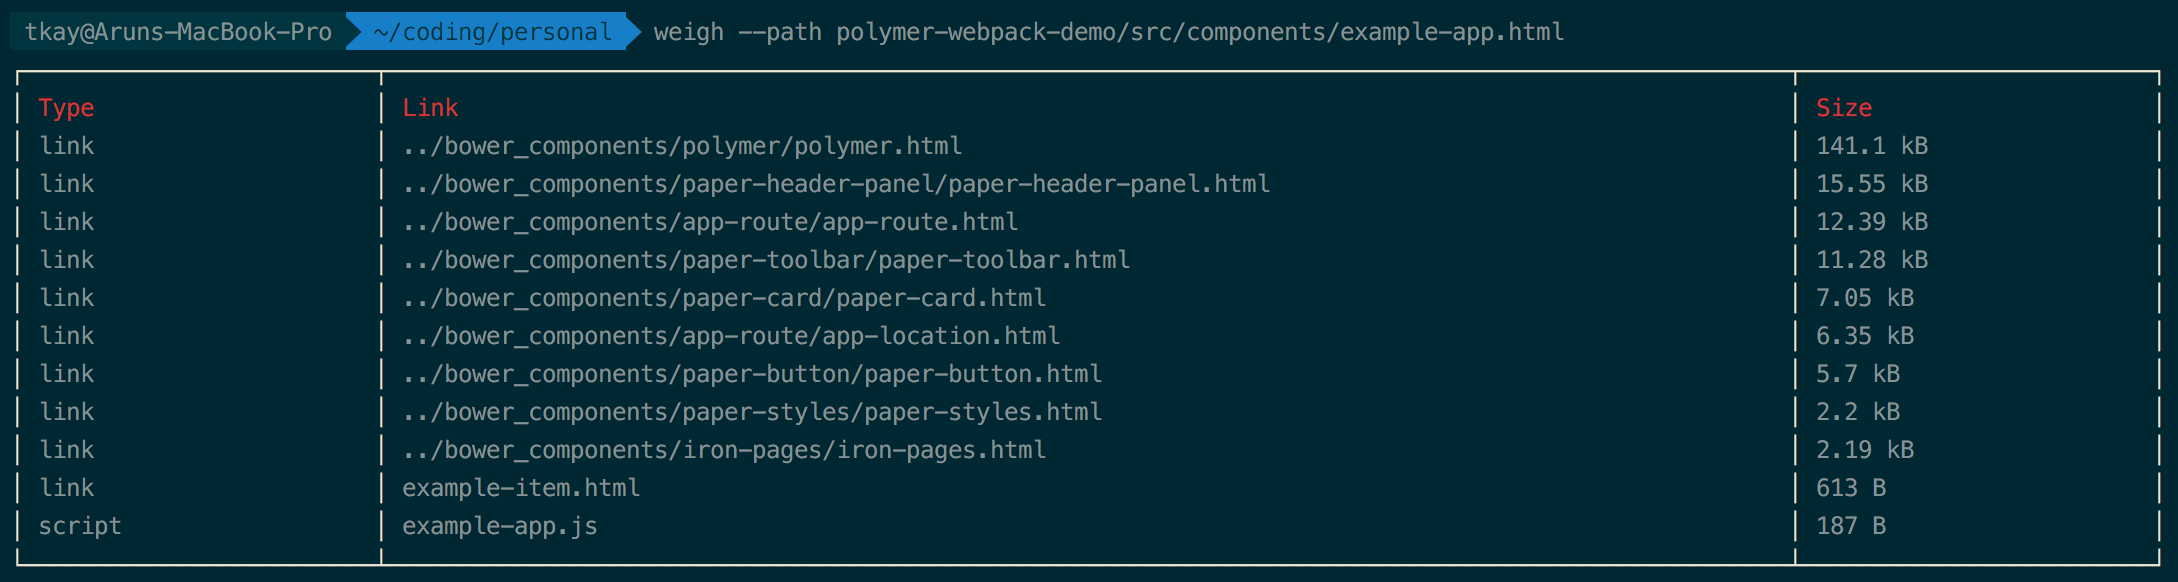 tkay@Aruns-MacBook-Pro ~/coding/personal weigh --path polymer-webpack-demo/src/components/example-app.html
Type Link Size
link ../bower_components/polymer/polymer.html 141.1 kB
link ../bower_components/paper-header-panel/paper-header-panel.html 15.55 kB
link ../bower_components/app-route/app-route.html 12.39 kB
link ../bower_components/paper-toolbar/paper-toolbar.html 11.28 kB
link ../bower_components/paper-card/paper-card.html 7.05 kB
link ../bower_components/app-route/app-location.html 6.35 kB
link ../bower_components/paper-button/paper-button.html 5.7 kB
link ../bower_components/paper-styles/paper-styles.html 2.2 kB
link ../bower_components/iron-pages/iron-pages.html 2.19 kB
link example-item.html 613 B
script example-app.js 187 B